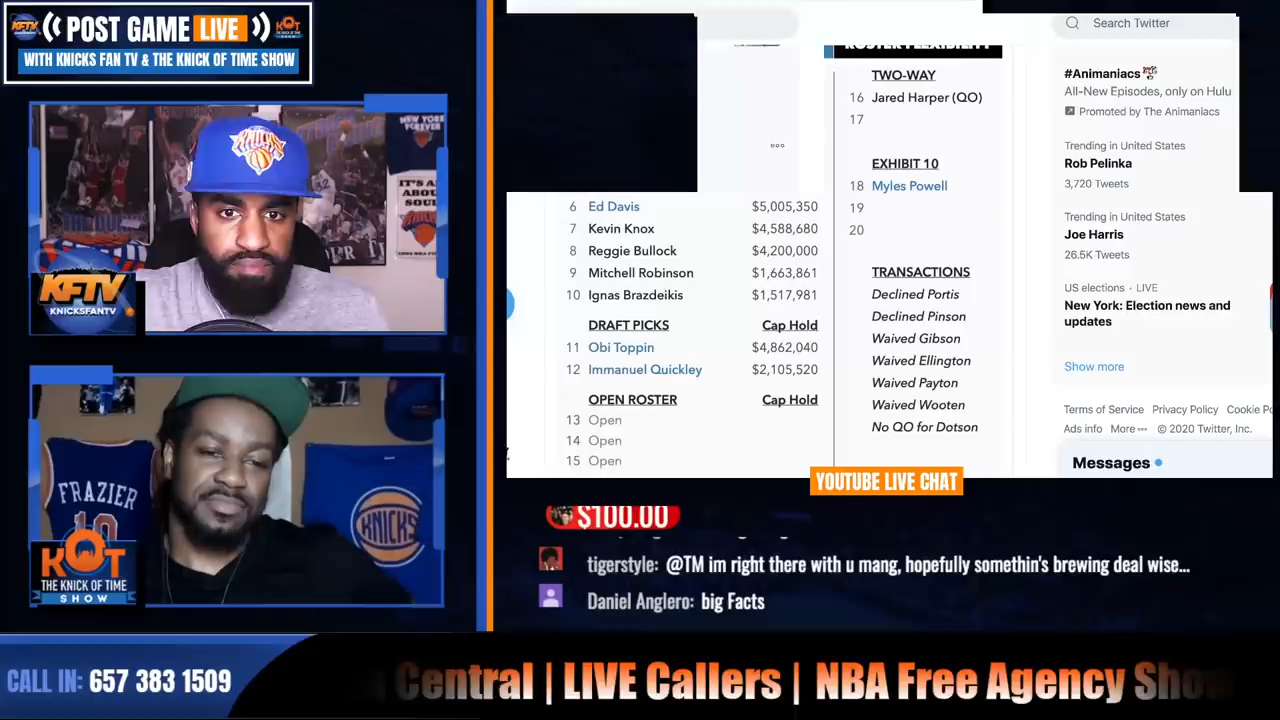 KFTV
POST GAME LIVE
KOT
WITH KNICKS FAN TV & THE KNICK OF TIME SHOW
NEW YORK
FOREVER
32
IT'S A
ABOU
SOUL
KNICKS
KFTV
KNICKSFANTV
FRAZIER
10
KNICKS
KOT
THE KNICK OF TIME
SHOW
ROSTER FLEXIBILITY
TWO-WAY
16 Jared Harper (QO)
17
EXHIBIT 10
18 Myles Powell
19
20
6 Ed Davis $5,005,350
7 Kevin Knox $4,588,680
8 Reggie Bullock $4,200,000
9 Mitchell Robinson $1,663,861
10 Ignas Brazdeikis $1,517,981
DRAFT PICKS Cap Hold
11 Obi Toppin $4,862,040
12 Immanuel Quickley $2,105,520
OPEN ROSTER Cap Hold
13 Open
14 Open
15 Open
TRANSACTIONS
Declined Portis
Declined Pinson
Waived Gibson
Waived Ellington
Waived Payton
Waived Wooten
No QO for Dotson
Search Twitter
#Animaniacs
All-New Episodes, only on Hulu
Promoted by The Animaniacs
Trending in United States
Rob Pelinka
3,720 Tweets
Trending in United States
Joe Harris
26.5K Tweets
US elections · LIVE
New York: Election news and
updates
Show more
Terms of Service Privacy Policy Cookie Po
Ads info More © 2020 Twitter, Inc.
Messages
YOUTUBE LIVE CHAT
$100.00
tigerstyle: @TM im right there with u mang, hopefully somethin's brewing deal wise...
Daniel Anglero: big Facts
CALL IN: 657 383 1509
Central | LIVE Callers | NBA Free Agency Show